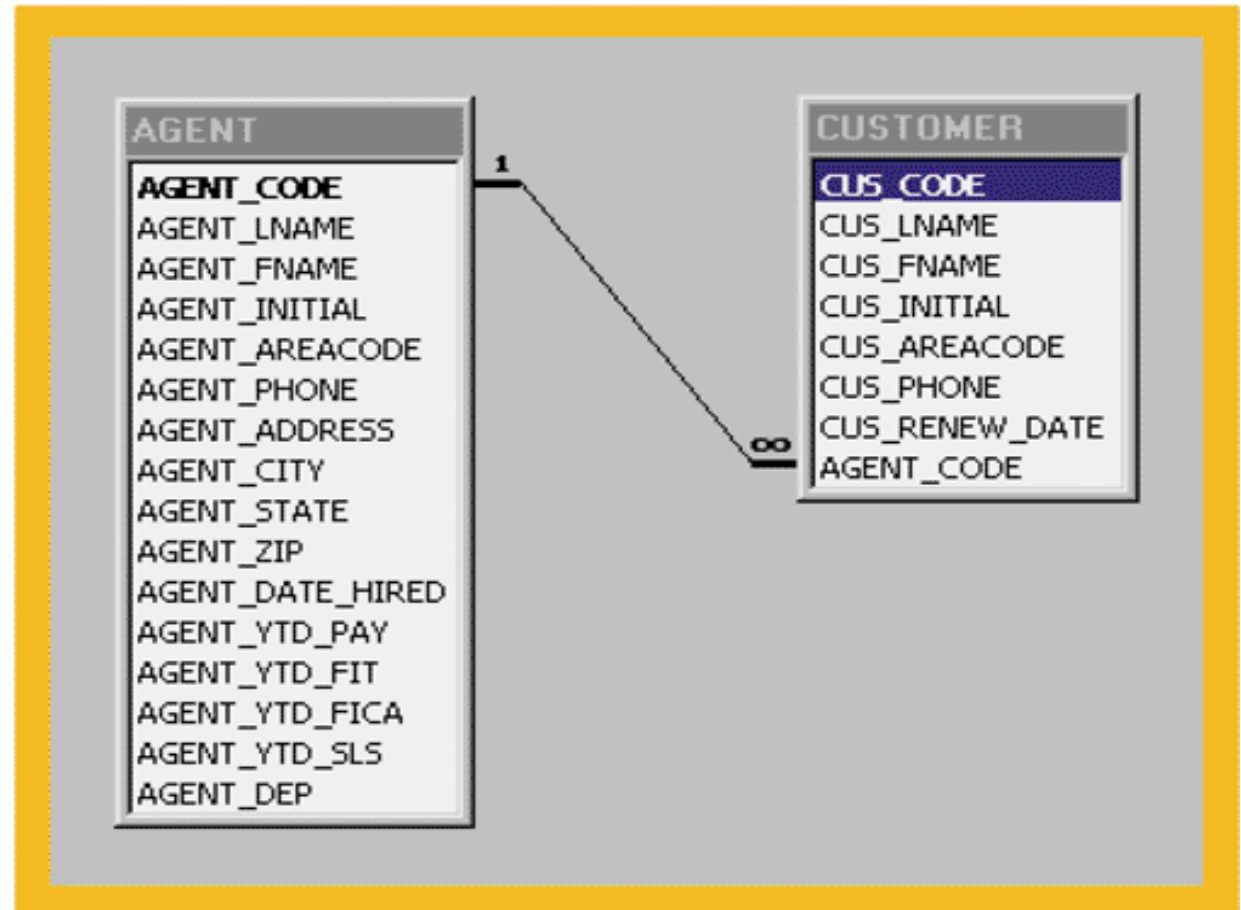 AGENT
AGENT_CODE
AGENT_LNAME
AGENT_FNAME
AGENT_INITIAL
AGENT_AREACODE
AGENT_PHONE
AGENT_ADDRESS
AGENT_CITY
AGENT_STATE
AGENT_ZIP
AGENT_DATE_HIRED
AGENT_YTD_PAY
AGENT_YTD_FIT
AGENT_YTD_FICA
AGENT_YTD_SLS
AGENT_DEP
1
∞
CUSTOMER
CUS_CODE
CUS_LNAME
CUS_FNAME
CUS_INITIAL
CUS_AREACODE
CUS_PHONE
CUS_RENEW_DATE
AGENT_CODE